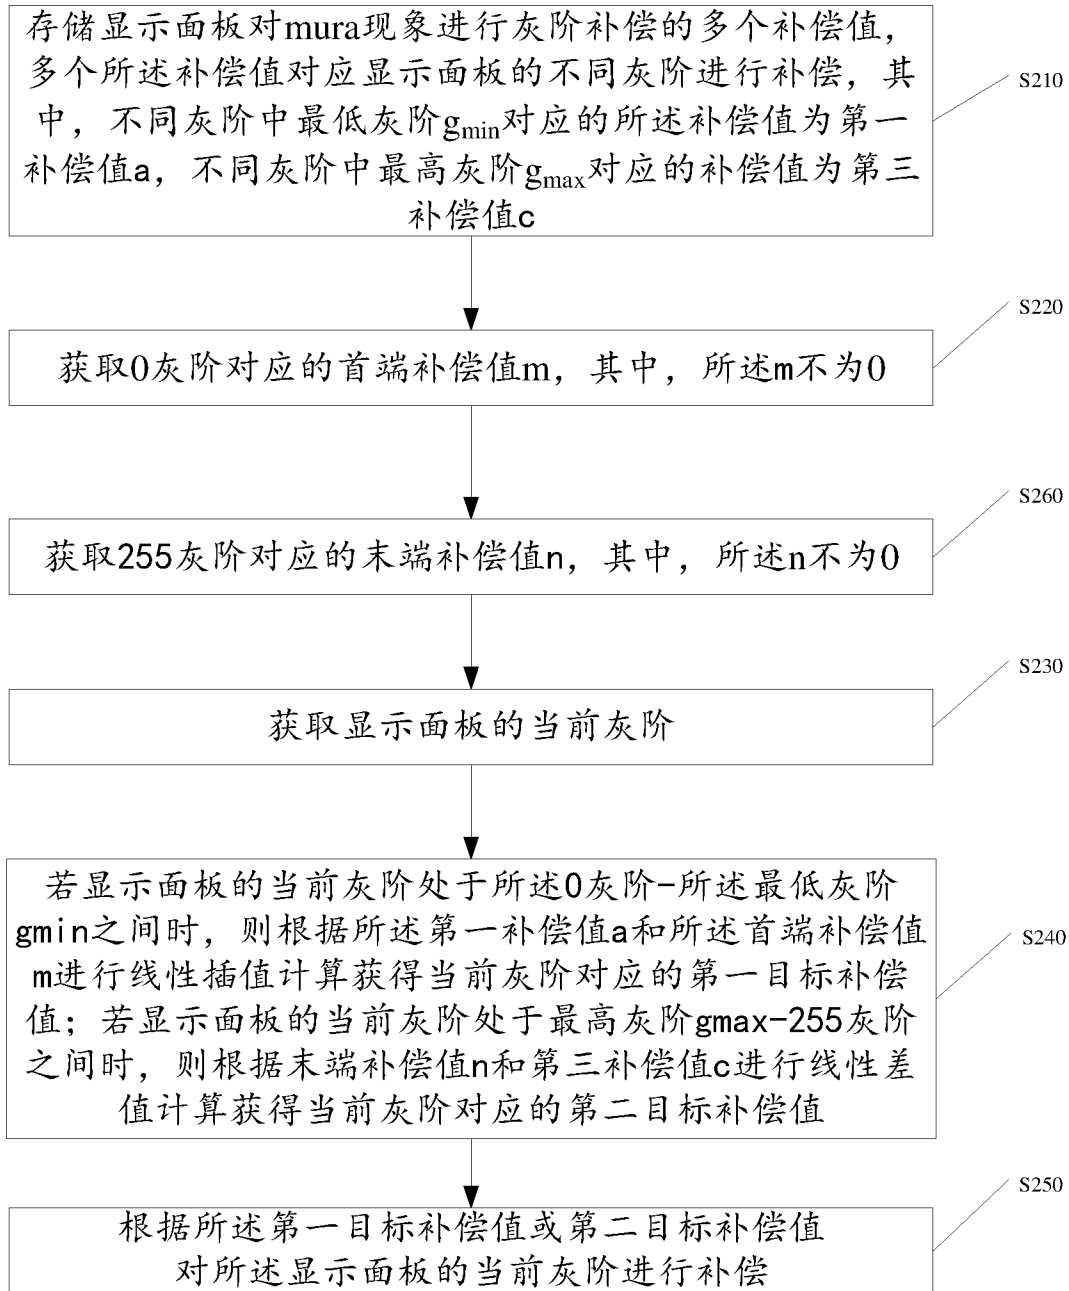 存储显示面板对mura现象进行灰阶补偿的多个补偿值，
多个所述补偿值对应显示面板的不同灰阶进行补偿，其
中，不同灰阶中最低灰阶gmin对应的所述补偿值为第一
补偿值a，不同灰阶中最高灰阶gmax对应的补偿值为第三
补偿值c
S210
获取0灰阶对应的首端补偿值m，其中，所述m不为0
S220
获取255灰阶对应的末端补偿值n，其中，所述n不为0
S260
获取显示面板的当前灰阶
S230
若显示面板的当前灰阶处于所述0灰阶-所述最低灰阶
gmin之间时，则根据所述第一补偿值a和所述首端补偿值
m进行线性插值计算获得当前灰阶对应的第一目标补偿
值；若显示面板的当前灰阶处于最高灰阶gmax-255灰阶
之间时，则根据末端补偿值n和第三补偿值c进行线性差
值计算获得当前灰阶对应的第二目标补偿值
S240
根据所述第一目标补偿值或第二目标补偿值
对所述显示面板的当前灰阶进行补偿
S250